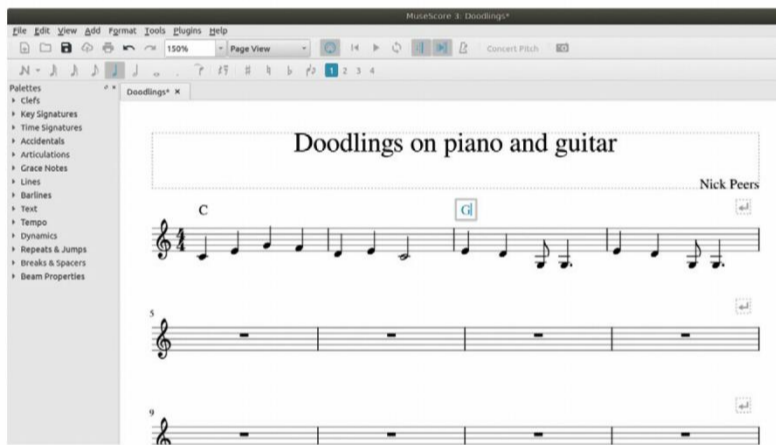 MuseScore 3: Doodlings*
File Edit View Add Format Tools Plugins Help
150% Page View Concert Pitch
1 2 3 4
Palettes
Doodlings*
Clefs
Key Signatures
Time Signatures
Accidentals
Articulations
Grace Notes
Lines
Barlines
Text
Tempo
Dynamics
Repeats & Jumps
Breaks & Spacers
Beam Properties
Doodlings on piano and guitar
Nick Peers
C G
4
4
5
9